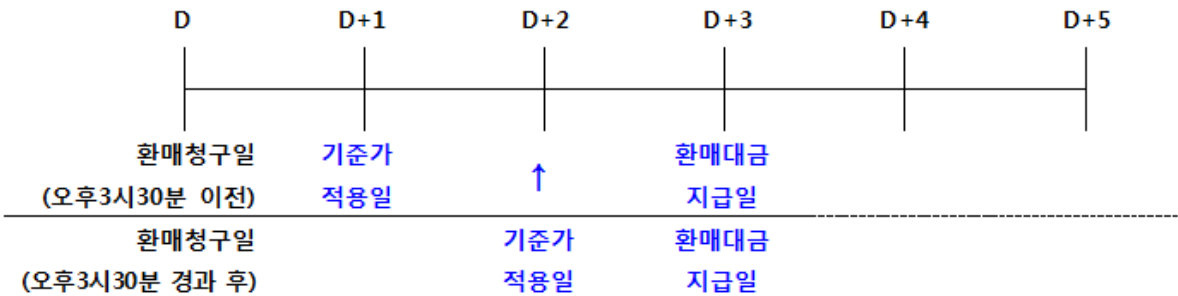 D D+1 D+2 D+3 D+4 D+5
환매청구일 기준가 환매대금
(오후3시30분 이전) 적용일 ↑ 지급일
환매청구일 기준가 환매대금
(오후3시30분 경과 후) 적용일 지급일